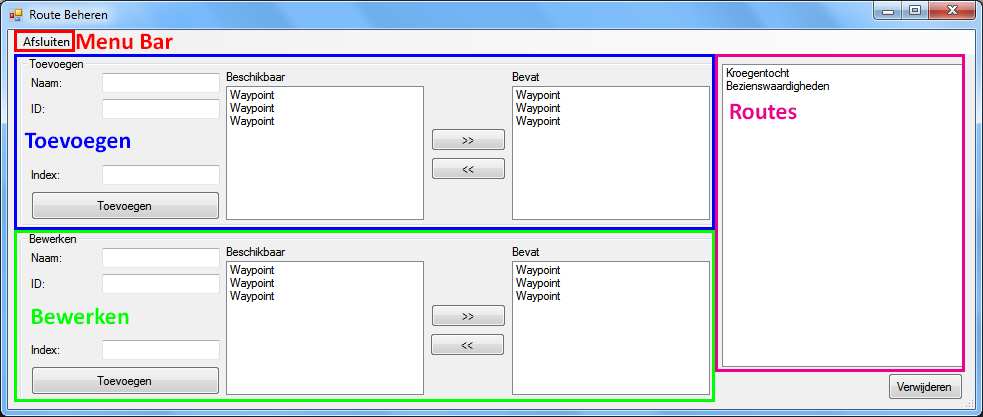 Route Beheren
Afsluiten Menu Bar
Toevoegen
Naam:
ID:
Toevoegen
Index:
Toevoegen
Beschikbaar
Waypoint
Waypoint
Waypoint
>>
<<
Bevat
Waypoint
Waypoint
Waypoint
Bewerken
Naam:
ID:
Bewerken
Index:
Toevoegen
Beschikbaar
Waypoint
Waypoint
Waypoint
>>
<<
Bevat
Waypoint
Waypoint
Waypoint
Kroegentocht
Bezienswaardigheden
Routes
Verwijderen